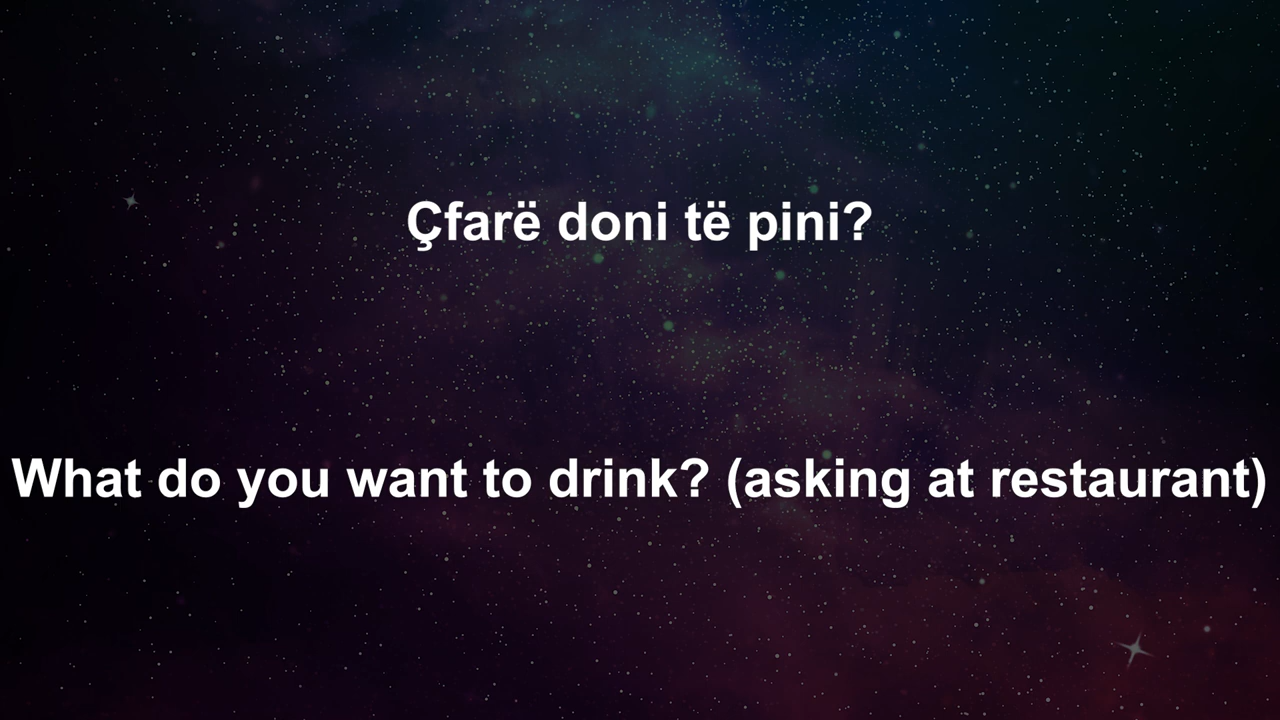 Çfarë doni të pini?
What do you want to drink? (asking at restaurant)